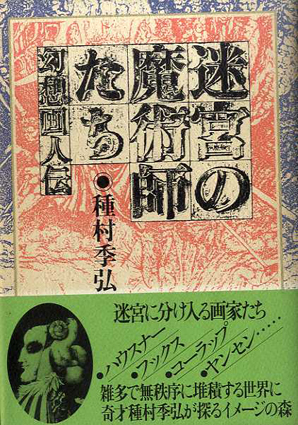 迷宮の
魔術師
たち
幻想画人伝
●種村季弘
迷宮に分け入る画家たち
●ハウスナー
●フックス
●コーラップ
●ヤンセン……
雑多で無秩序に堆積する世界に
奇才種村季弘が探るイメージの森